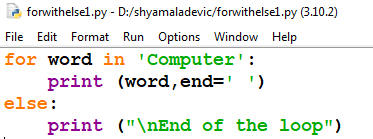 forwithelse1.py - D:/shyamaladevic/forwithelse1.py (3.10.2)
File Edit Format Run Options Window Help
for word in 'Computer':
    print (word,end=' ')
else:
    print ("\nEnd of the loop")